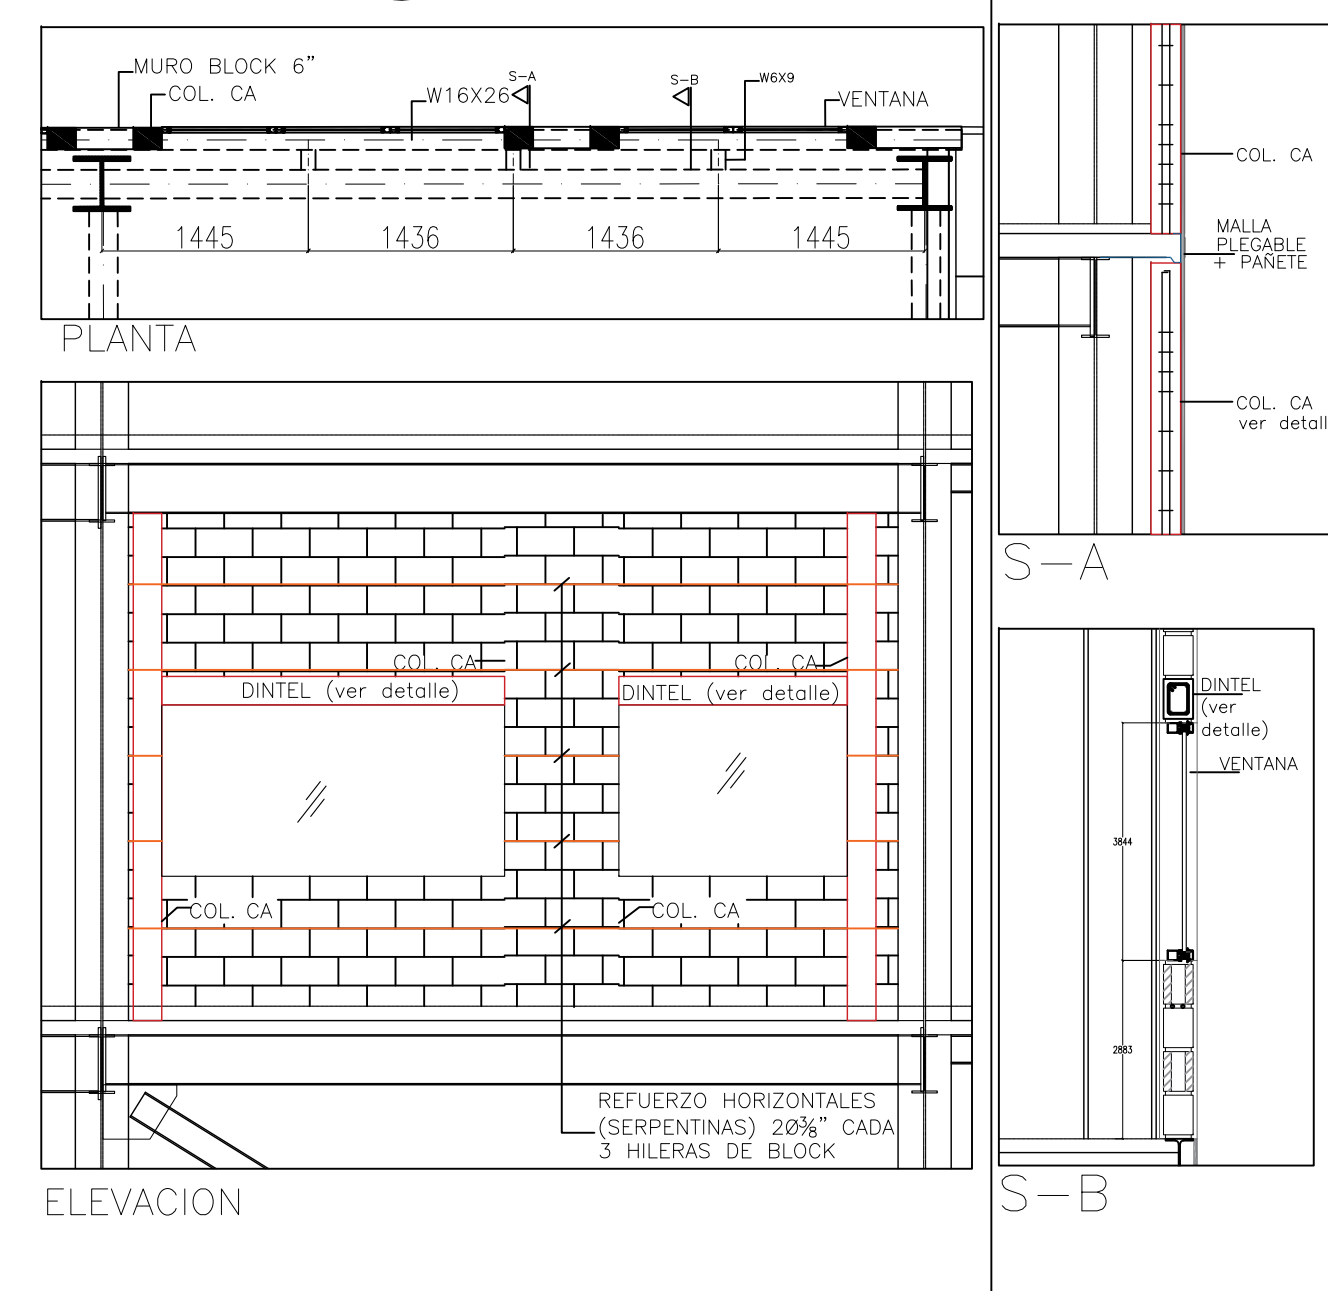 MURO BLOCK 6”
COL. CA
W16X26
S-A
S-B
W6X9
VENTANA
1445
1436
1436
1445
PLANTA
COL. CA
COL. CA
DINTEL (ver detalle)
DINTEL (ver detalle)
COL. CA
COL. CA
REFUERZO HORIZONTALES
(SERPENTINAS) 2Ø⅜” CADA
3 HILERAS DE BLOCK
ELEVACION
COL. CA
MALLA
PLEGABLE
+ PAÑETE
COL. CA
ver detall
S-A
DINTEL
(ver
detalle)
VENTANA
3844
2883
S-B